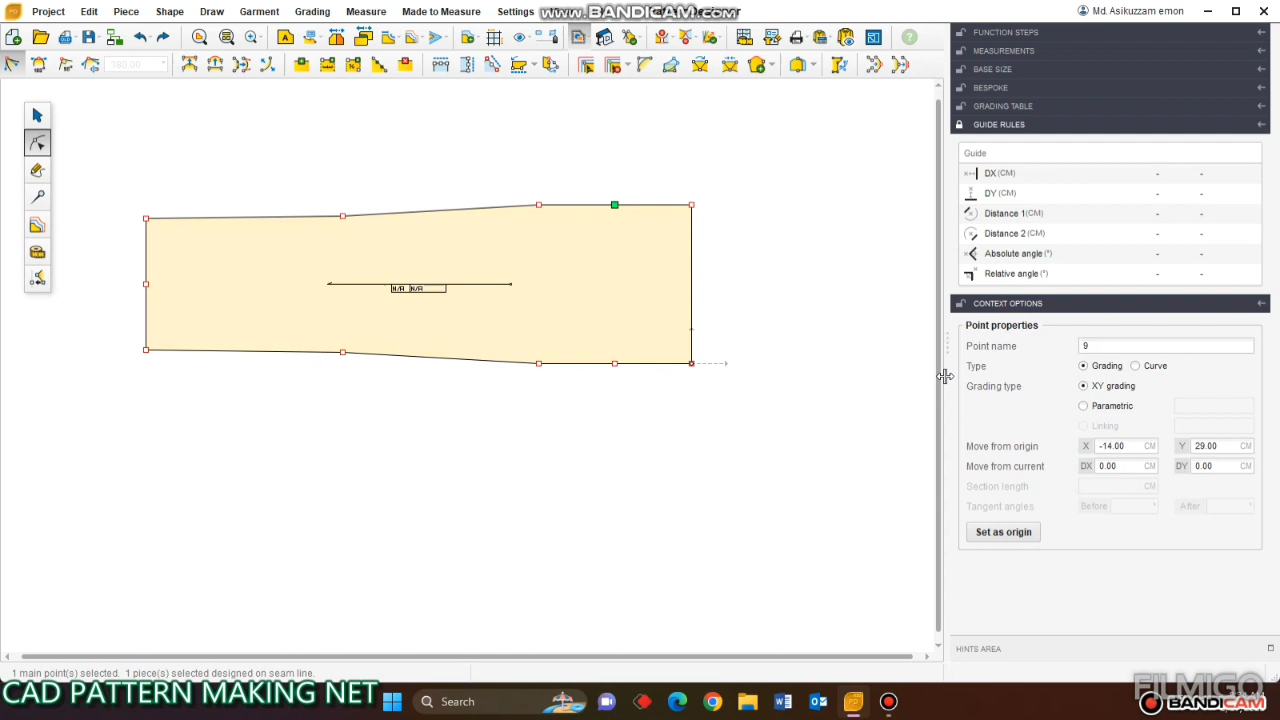 Project Edit Piece Shape Draw Garment Grading Measure Made to Measure Settings www.BANDICAM.com Md. Asikuzzam emon
180,00
FUNCTION STEPS
MEASUREMENTS
BASE SIZE
BESPOKE
GRADING TABLE
GUIDE RULES
Guide
DX (CM) - -
DY (CM) - -
Distance 1(CM) - -
Distance 2 (CM) - -
Absolute angle (°) - -
Relative angle (°) - -
N/A N/A
CONTEXT OPTIONS
Point properties
Point name 9
Type Grading Curve
Grading type XY grading
Parametric
Linking
Move from origin X -14.00 CM Y 29.00 CM
Move from current DX 0.00 CM DY 0.00 CM
Section length CM
Tangent angles Before ° After °
Set as origin
HINTS AREA
1 main point(s) selected. 1 piece(s) selected designed on seam line.
CAD PATTERN MAKING NET
Search
FILMIGO
BANDICAM